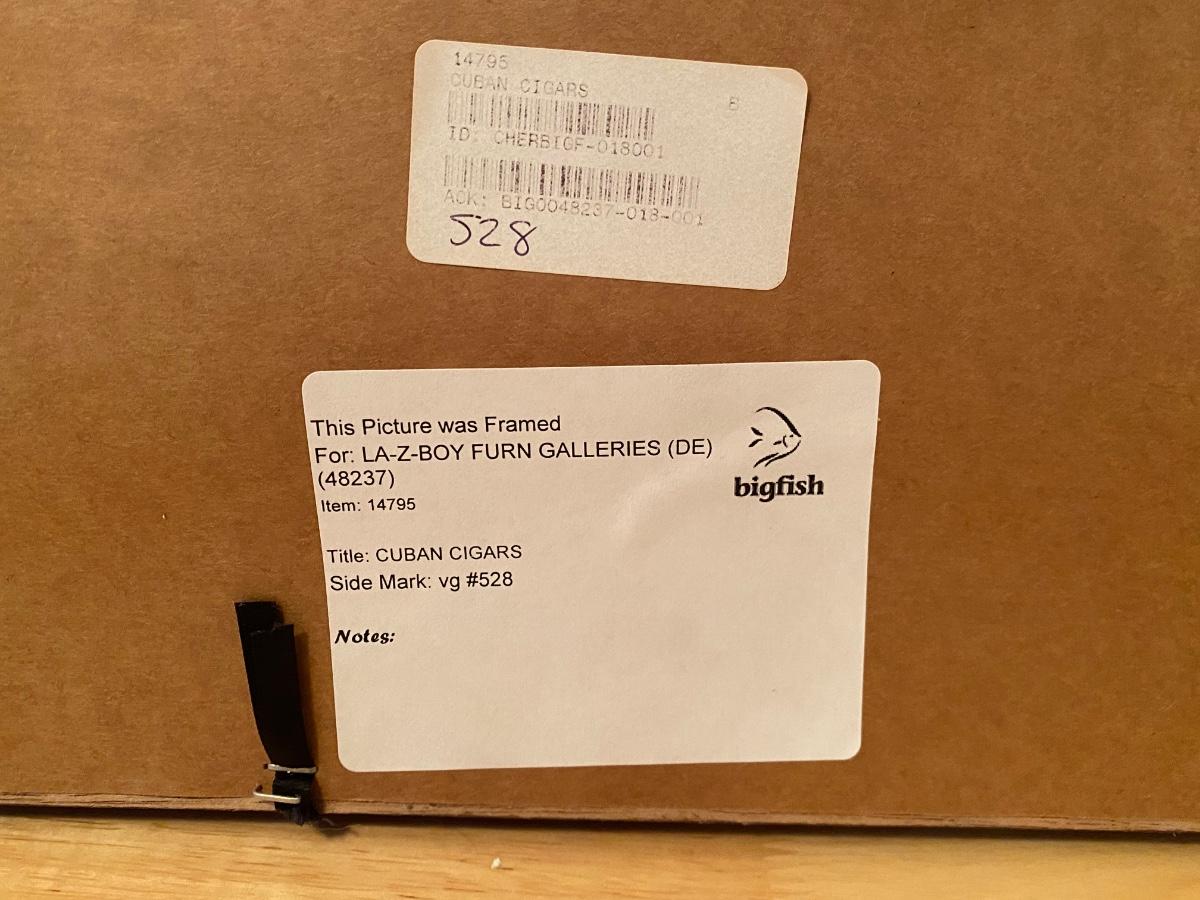 14795
CUBAN CIGARS
B
ID: CHERBIGF-018001
ACK: BIG0048237-018-001
528
This Picture was Framed
For: LA-Z-BOY FURN GALLERIES (DE)
(48237)
Item: 14795
bigfish
Title: CUBAN CIGARS
Side Mark: vg #528
Notes: